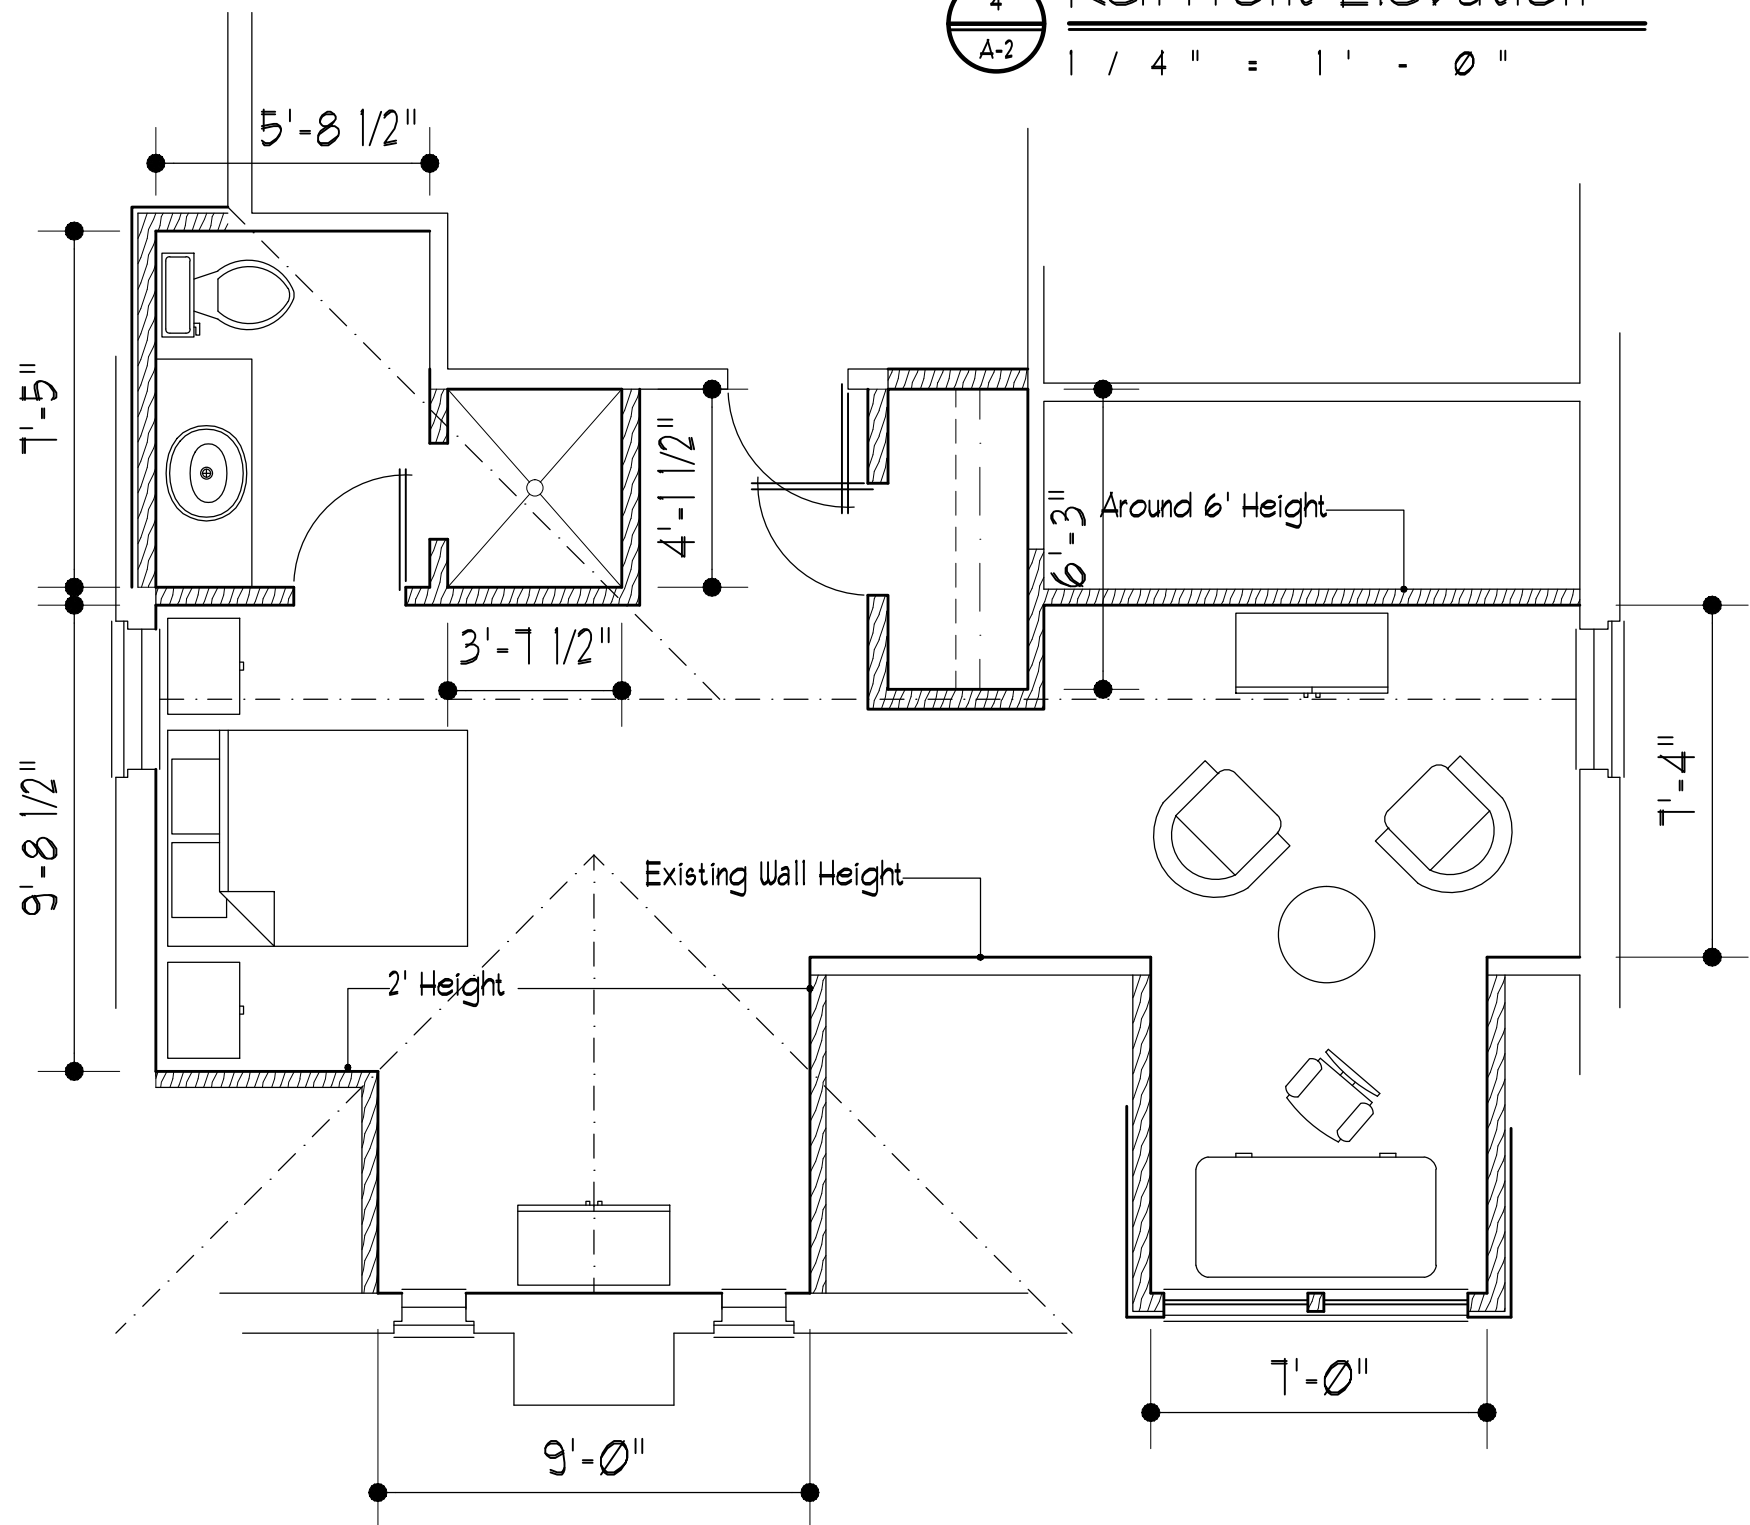 4
Front Elevation
A-2
1/4" = 1'-0"
5'-8 1/2"
7'-5"
4'-1 1/2"
6'-3"
Around 6' Height
3'-7 1/2"
9'-8 1/2"
7'-4"
Existing Wall Height
2' Height
7'-0"
9'-0"